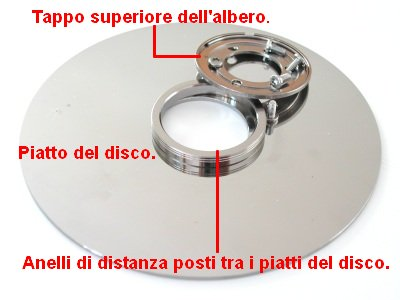 Tappo superiore dell'albero.
Piatto del disco.
Anelli di distanza posti tra i piatti del disco.